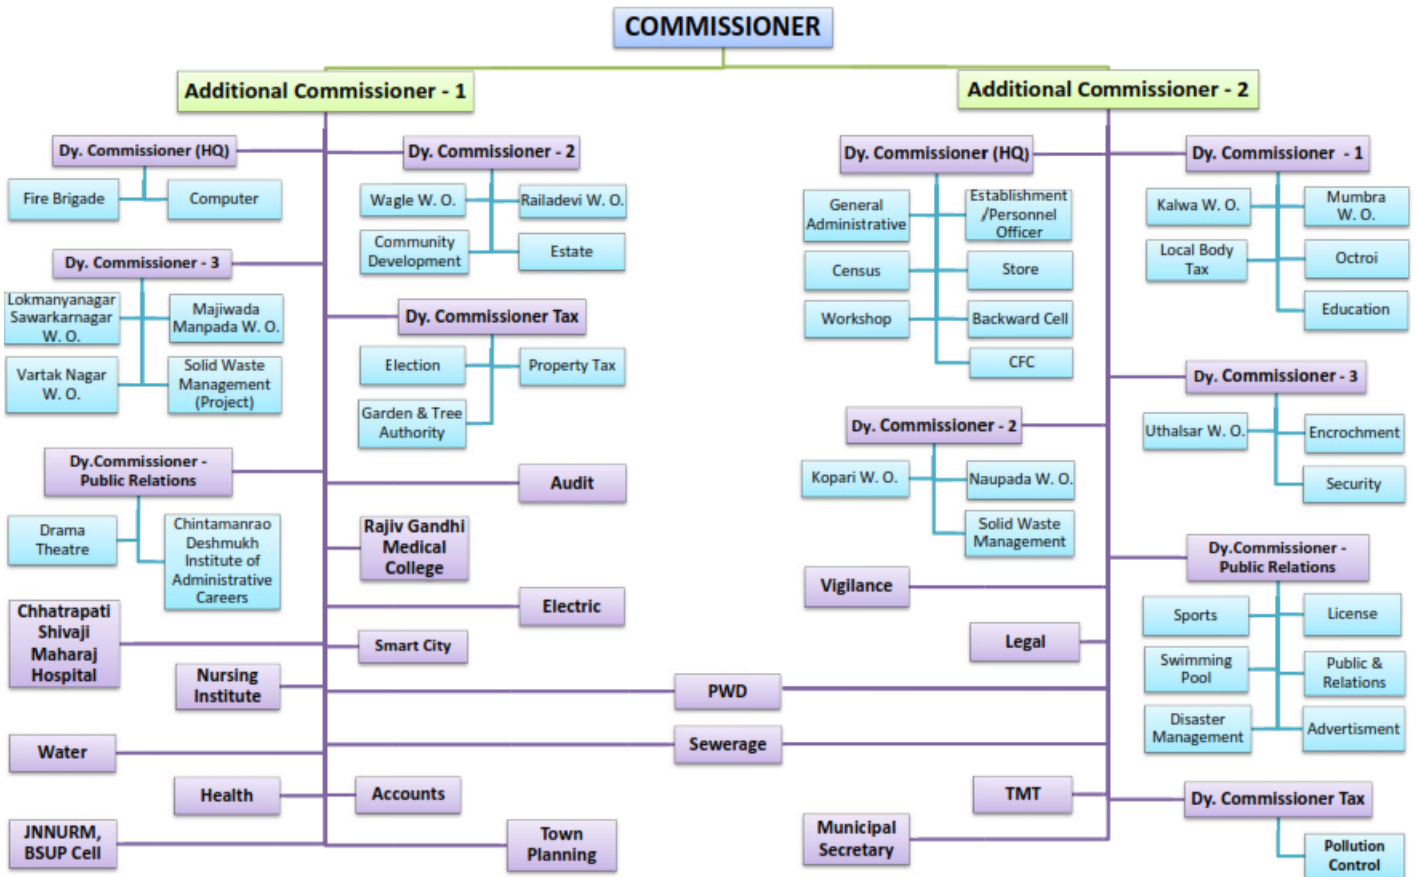 COMMISSIONER
Additional Commissioner - 1
Additional Commissioner - 2
Dy. Commissioner (HQ)
Fire Brigade
Computer
Dy. Commissioner - 2
Wagle W. O.
Railadevi W. O.
Community
Development
Estate
Dy. Commissioner - 3
Lokmanyanagar
Sawarkarnagar
W. O.
Majiwada
Manpada W. O.
Vartak Nagar
W. O.
Solid Waste
Management
(Project)
Dy. Commissioner Tax
Election
Property Tax
Garden & Tree
Authority
Dy.Commissioner -
Public Relations
Drama
Theatre
Chintamanrao
Deshmukh
Institute of
Administrative
Careers
Audit
Rajiv Gandhi
Medical
College
Electric
Chhatrapati
Shivaji
Maharaj
Hospital
Smart City
Nursing
Institute
PWD
Water
Sewerage
Health
Accounts
JNNURM,
BSUP Cell
Town
Planning
Dy. Commissioner (HQ)
General
Administrative
Establishment
/Personnel
Officer
Census
Store
Workshop
Backward Cell
CFC
Dy. Commissioner - 1
Kalwa W. O.
Mumbra
W. O.
Local Body
Tax
Octroi
Education
Dy. Commissioner - 2
Kopari W. O.
Naupada W. O.
Solid Waste
Management
Dy. Commissioner - 3
Uthalsar W. O.
Encrochment
Security
Vigilance
Legal
Dy.Commissioner -
Public Relations
Sports
License
Swimming
Pool
Public &
Relations
Disaster
Management
Advertisment
TMT
Municipal
Secretary
Dy. Commissioner Tax
Pollution
Control